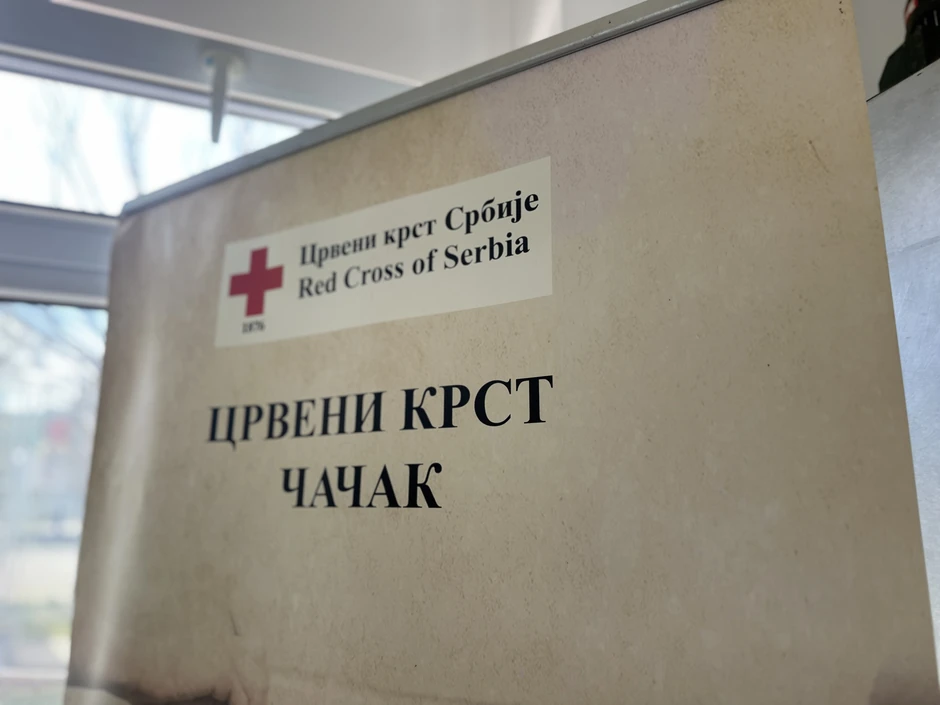 Црвени крст Србије
Red Cross of Serbia
1876
ЦРВЕНИ КРСТ
ЧАЧАК